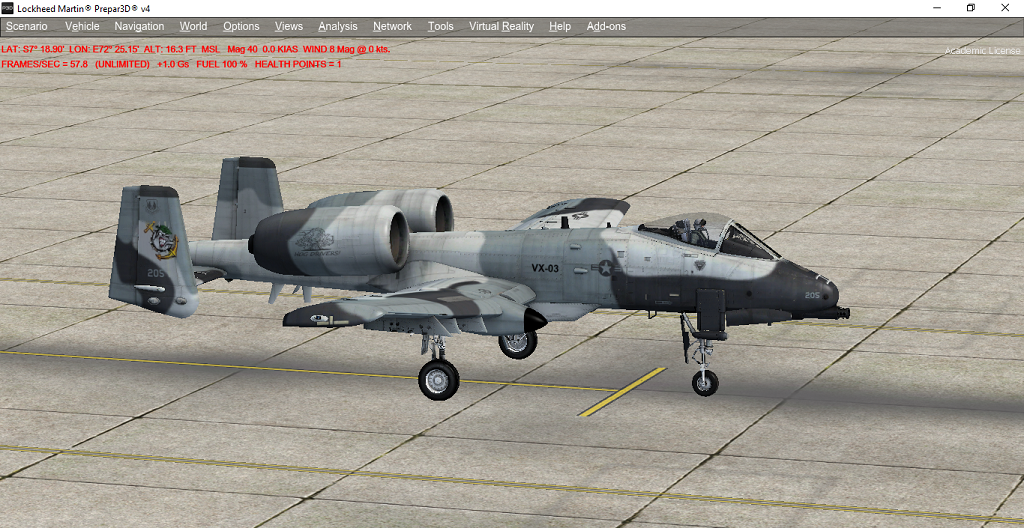 Lockheed Martin® Prepar3D® v4
Scenario Vehicle Navigation World Options Views Analysis Network Tools Virtual Reality Help Add-ons
LAT: S7° 18.90' LON: E72° 25.15' ALT: 16.3 FT MSL Mag 40 0.0 KIAS WIND 8 Mag @ 0 kts.
Academic License
FRAMES/SEC = 57.8 (UNLIMITED) +1.0 Gs FUEL 100 % HEALTH POINTS = 1
205
VX-03
205